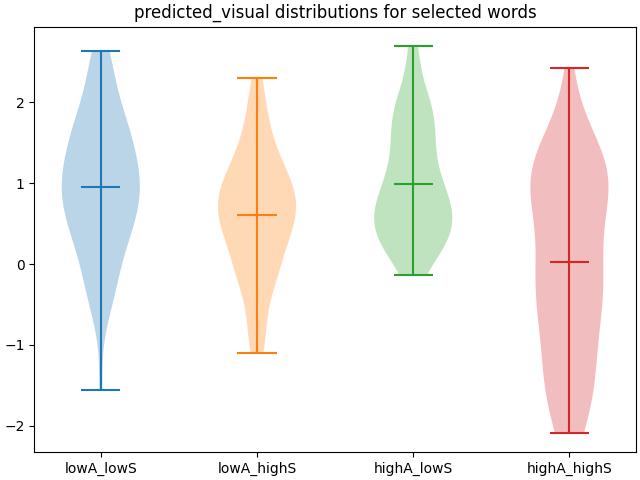 predicted_visual distributions for selected words
2
1
0
−1
−2
lowA_lowS
lowA_highS
highA_lowS
highA_highS